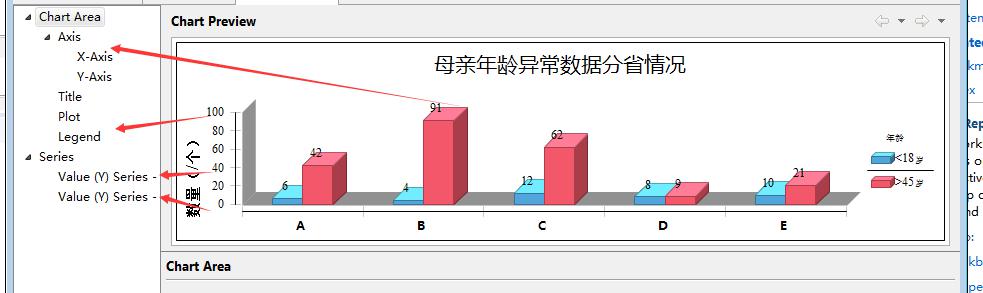 Chart Area
Axis
X-Axis
Y-Axis
Title
Plot
Legend
Series
Value (Y) Series -
Value (Y) Series -
Chart Preview
母亲年龄异常数据分省情况
数量（/个）
100
80
60
40
20
0
6
42
4
91
12
62
8
9
10
21
A
B
C
D
E
年龄
<18岁
>45岁
Chart Area